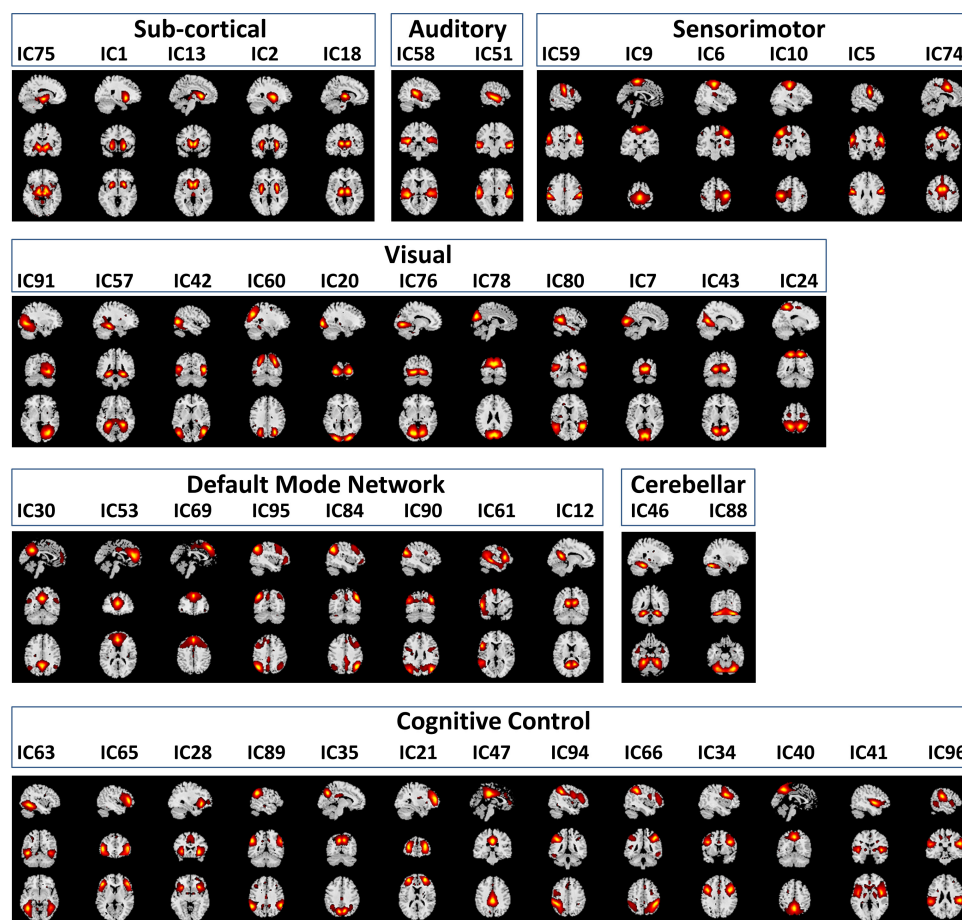 Sub-cortical
IC75 IC1 IC13 IC2 IC18
Auditory
IC58 IC51
Sensorimotor
IC59 IC9 IC6 IC10 IC5 IC74
Visual
IC91 IC57 IC42 IC60 IC20 IC76 IC78 IC80 IC7 IC43 IC24
Default Mode Network
IC30 IC53 IC69 IC95 IC84 IC90 IC61 IC12
Cerebellar
IC46 IC88
Cognitive Control
IC63 IC65 IC28 IC89 IC35 IC21 IC47 IC94 IC66 IC34 IC40 IC41 IC96